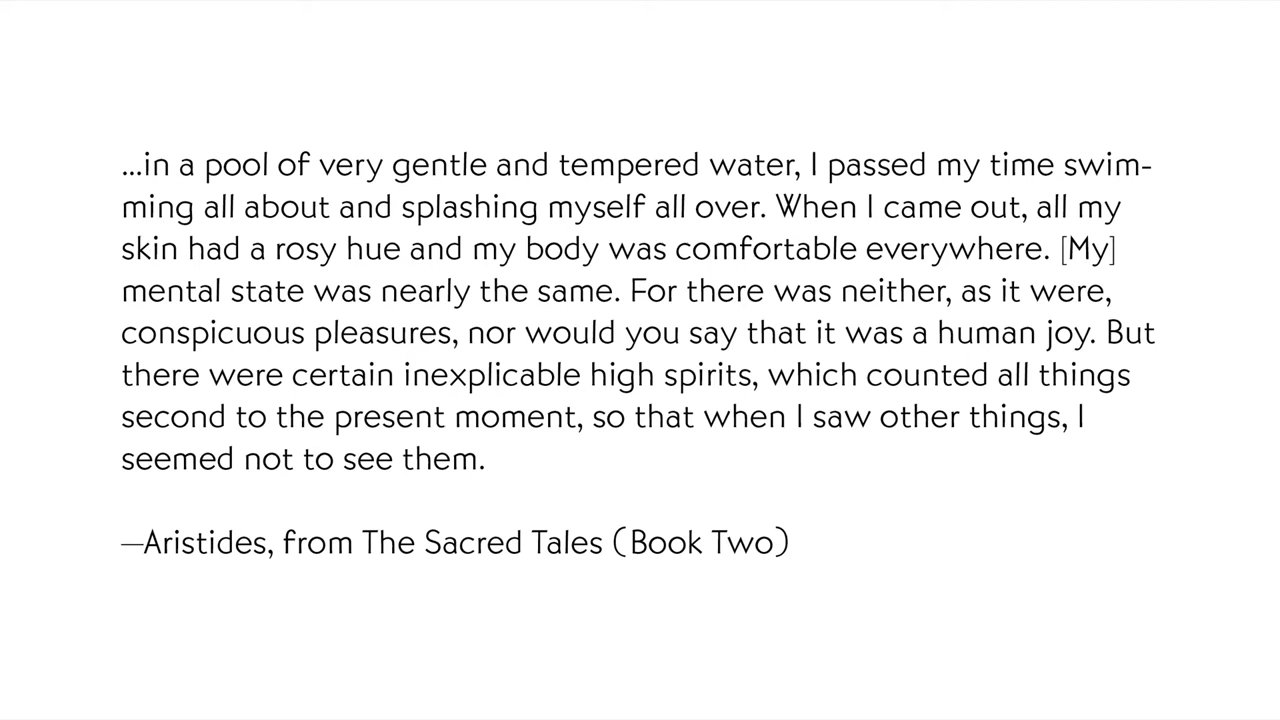 ...in a pool of very gentle and tempered water, I passed my time swim-
ming all about and splashing myself all over. When I came out, all my
skin had a rosy hue and my body was comfortable everywhere. [My]
mental state was nearly the same. For there was neither, as it were,
conspicuous pleasures, nor would you say that it was a human joy. But
there were certain inexplicable high spirits, which counted all things
second to the present moment, so that when I saw other things, I
seemed not to see them.
—Aristides, from The Sacred Tales (Book Two)